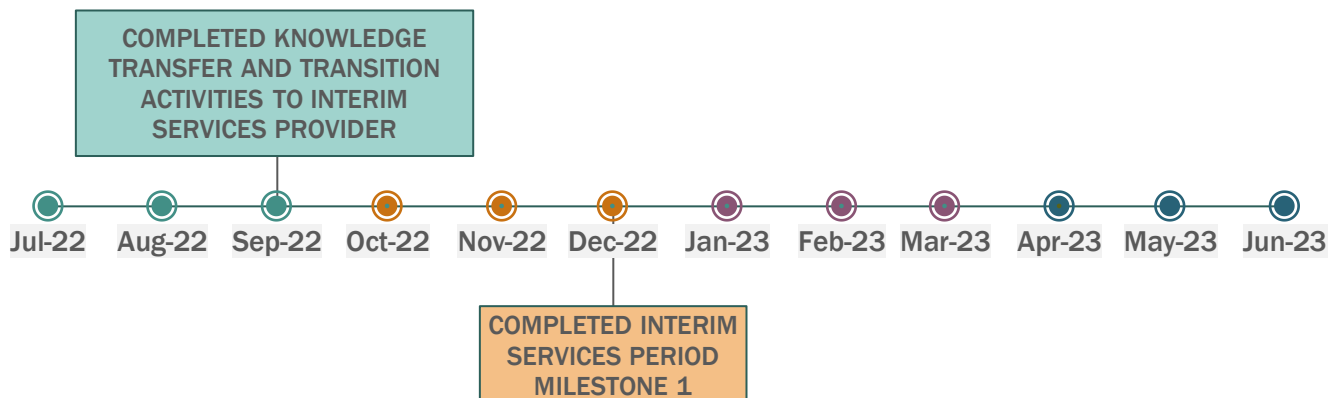 COMPLETED KNOWLEDGE
TRANSFER AND TRANSITION
ACTIVITIES TO INTERIM
SERVICES PROVIDER
Jul-22 Aug-22 Sep-22 Oct-22 Nov-22 Dec-22 Jan-23 Feb-23 Mar-23 Apr-23 May-23 Jun-23
COMPLETED INTERIM
SERVICES PERIOD
MILESTONE 1